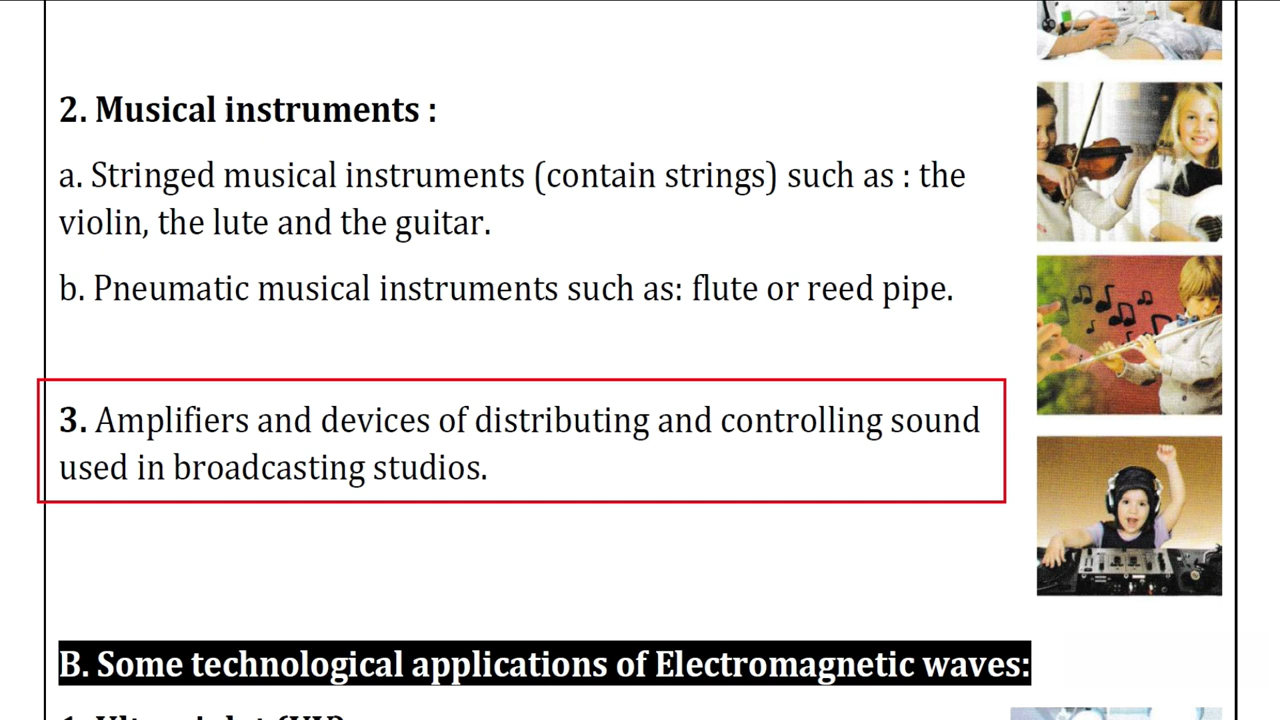 2. Musical instruments :
a. Stringed musical instruments (contain strings) such as : the
violin, the lute and the guitar.
b. Pneumatic musical instruments such as: flute or reed pipe.
3. Amplifiers and devices of distributing and controlling sound
used in broadcasting studios.
B. Some technological applications of Electromagnetic waves: